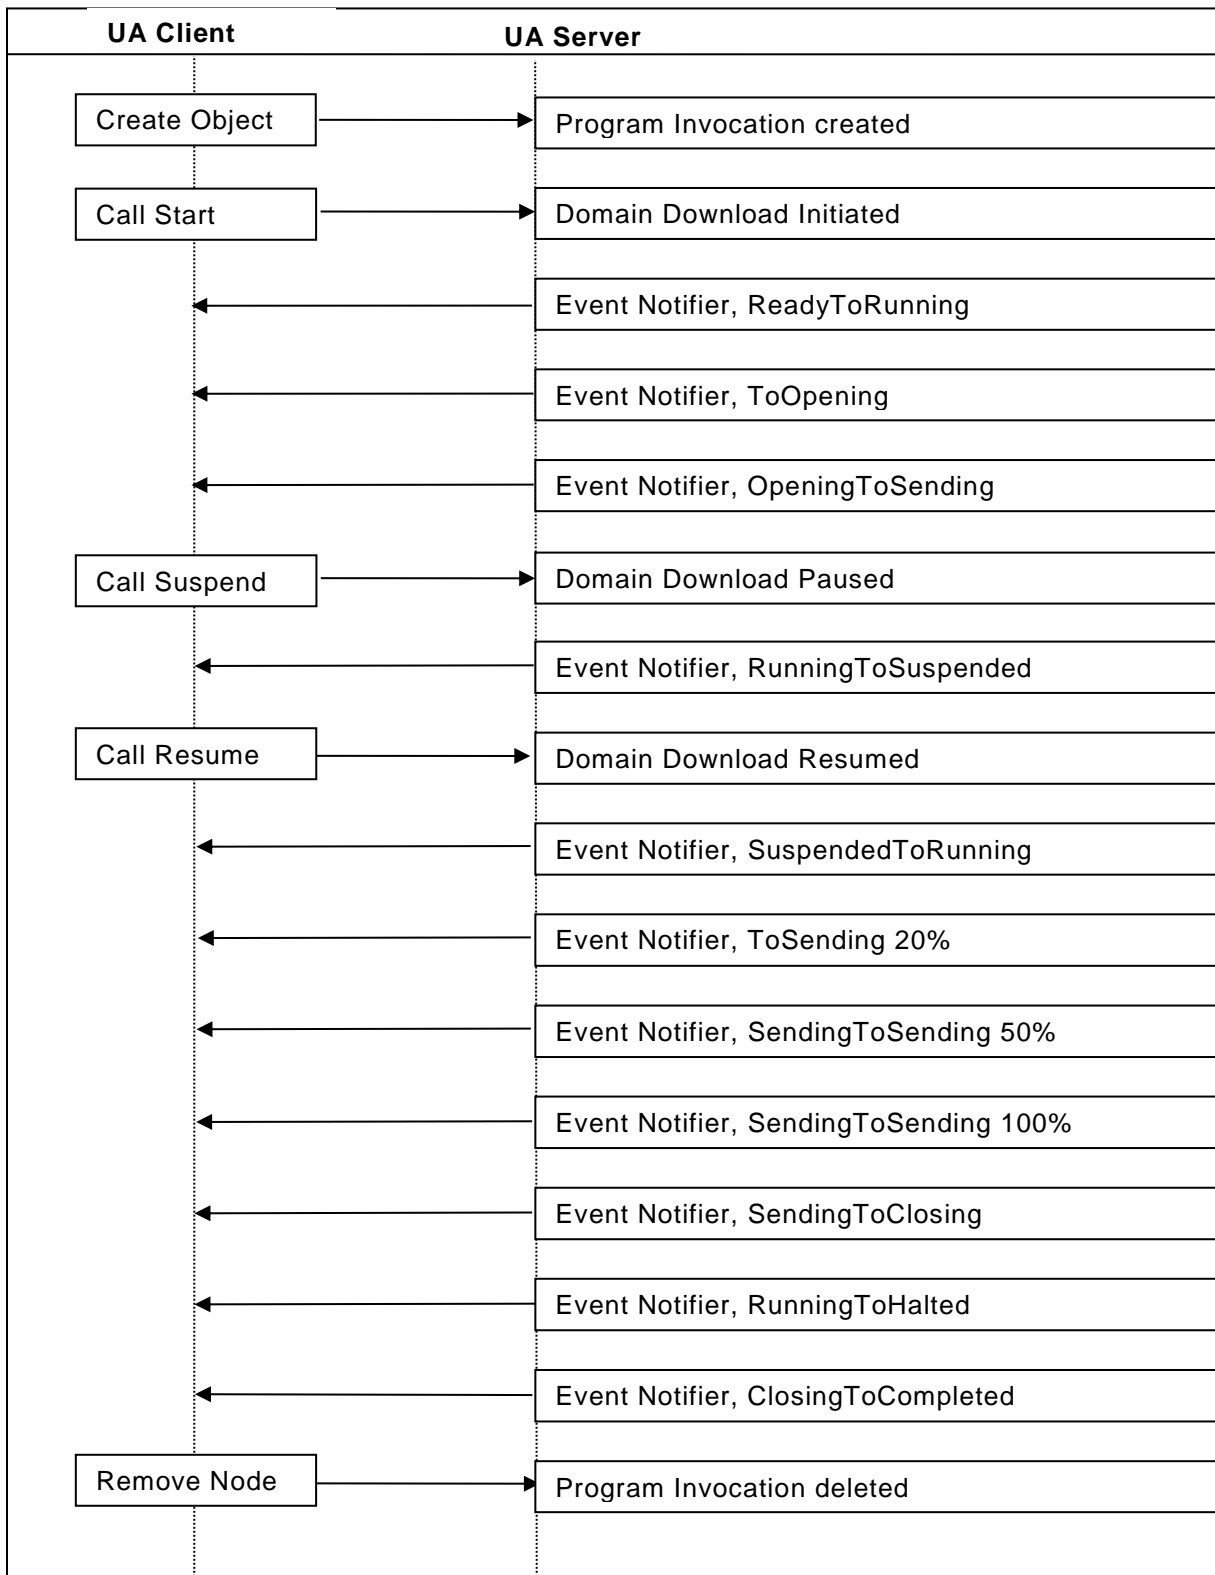 UA Client
UA Server
Create Object
Program Invocation created
Call Start
Domain Download Initiated
Event Notifier, ReadyToRunning
Event Notifier, ToOpening
Event Notifier, OpeningToSending
Call Suspend
Domain Download Paused
Event Notifier, RunningToSuspended
Call Resume
Domain Download Resumed
Event Notifier, SuspendedToRunning
Event Notifier, ToSending 20%
Event Notifier, SendingToSending 50%
Event Notifier, SendingToSending 100%
Event Notifier, SendingToClosing
Event Notifier, RunningToHalted
Event Notifier, ClosingToCompleted
Remove Node
Program Invocation deleted